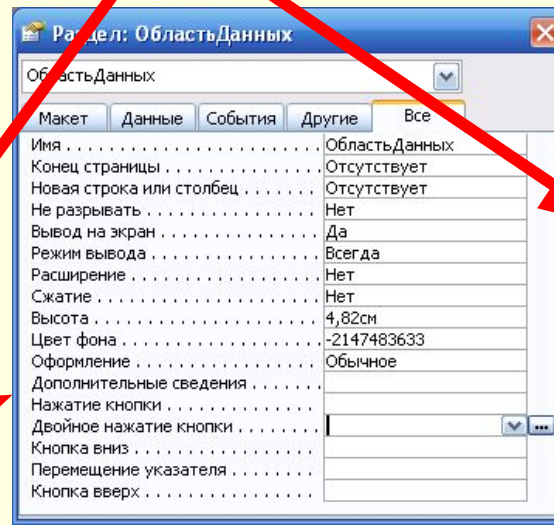 Раздел: ОбластьДанных
ОбластьДанных
Макет Данные События Другие Все
Имя . . . . . . . . . . . . . . . . . . . . . . ОбластьДанных
Конец страницы . . . . . . . . . . . . . Отсутствует
Новая строка или столбец . . . . . . . Отсутствует
Не разрывать . . . . . . . . . . . . . . . Нет
Вывод на экран . . . . . . . . . . . . . . Да
Режим вывода . . . . . . . . . . . . . . . Всегда
Расширение . . . . . . . . . . . . . . . . Нет
Сжатие . . . . . . . . . . . . . . . . . . . Нет
Высота . . . . . . . . . . . . . . . . . . . 4,82см
Цвет фона . . . . . . . . . . . . . . . . . -2147483633
Оформление . . . . . . . . . . . . . . . . Обычное
Дополнительные сведения . . . . . . .
Нажатие кнопки . . . . . . . . . . . . . .
Двойное нажатие кнопки . . . . . . . . ...
Кнопка вниз . . . . . . . . . . . . . . . .
Перемещение указателя . . . . . . . .
Кнопка вверх . . . . . . . . . . . . . . .